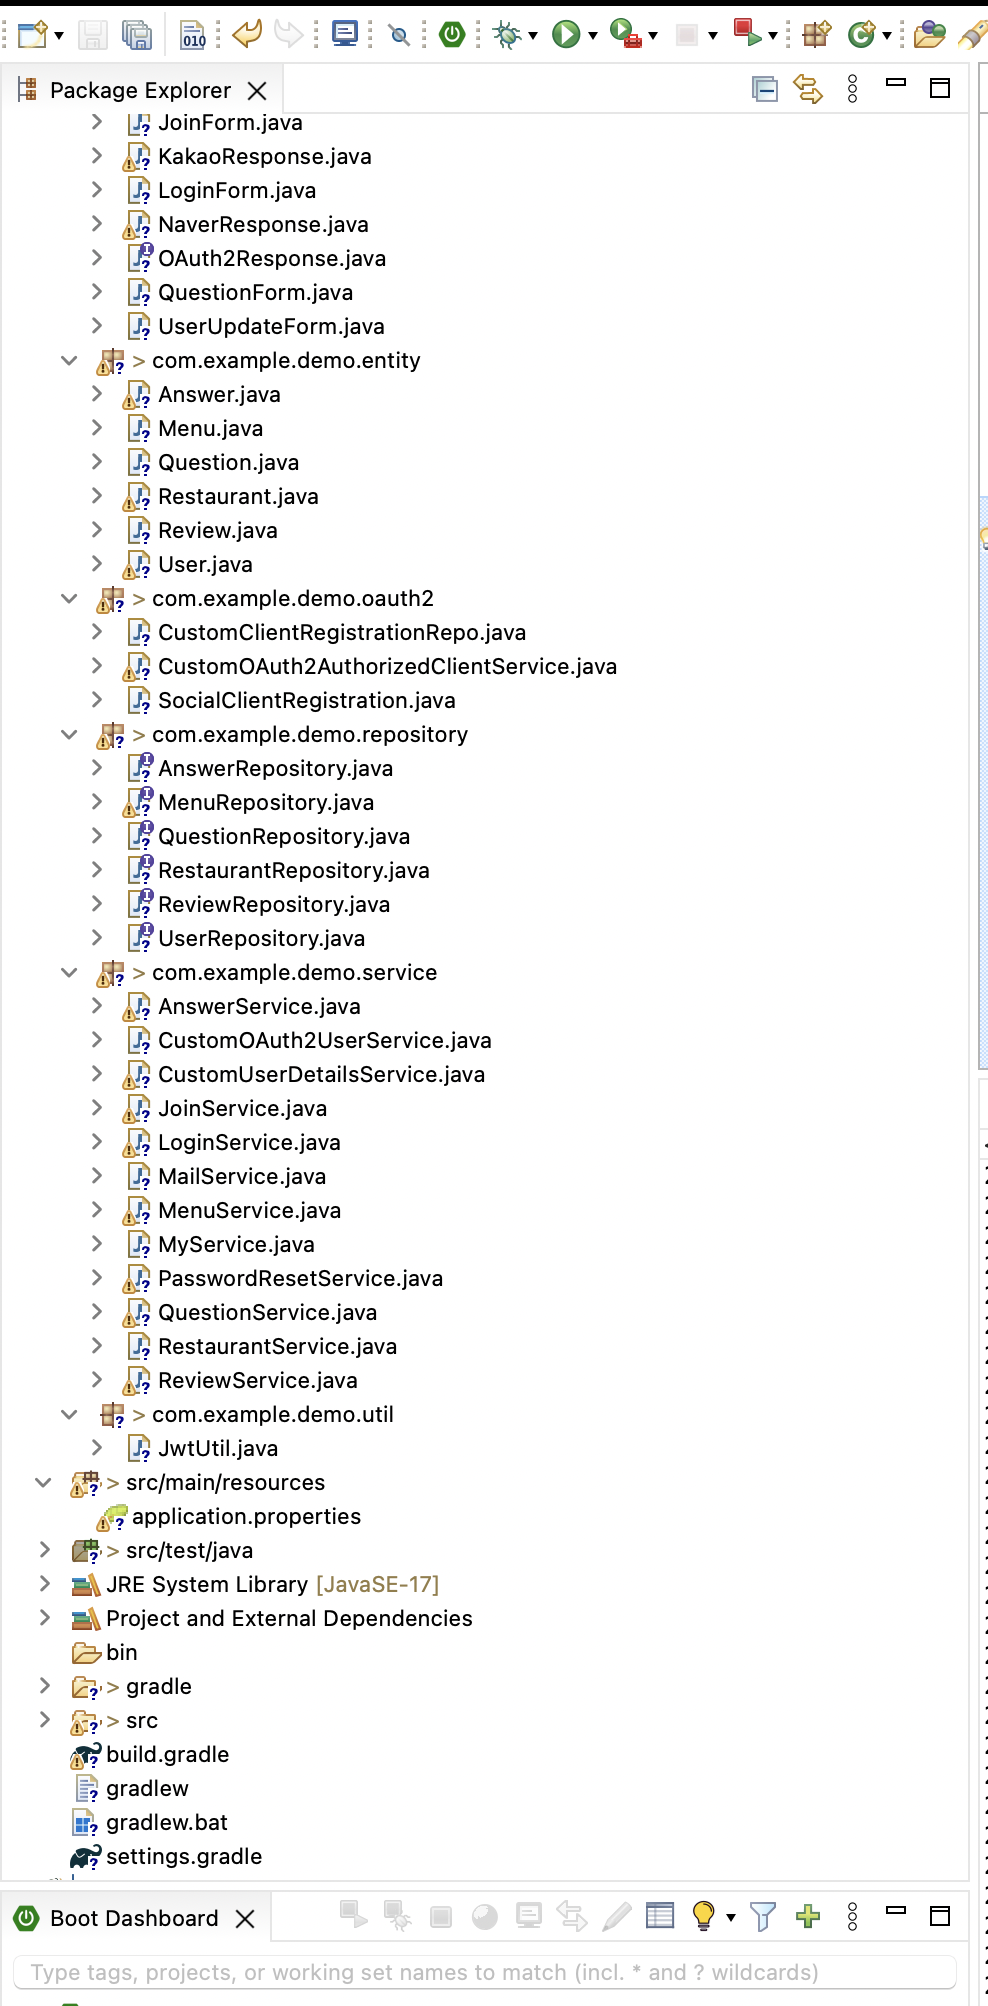 010
Package Explorer
JoinForm.java
KakaoResponse.java
LoginForm.java
NaverResponse.java
OAuth2Response.java
QuestionForm.java
UserUpdateForm.java
> com.example.demo.entity
Answer.java
Menu.java
Question.java
Restaurant.java
Review.java
User.java
> com.example.demo.oauth2
CustomClientRegistrationRepo.java
CustomOAuth2AuthorizedClientService.java
SocialClientRegistration.java
> com.example.demo.repository
AnswerRepository.java
MenuRepository.java
QuestionRepository.java
RestaurantRepository.java
ReviewRepository.java
UserRepository.java
> com.example.demo.service
AnswerService.java
CustomOAuth2UserService.java
CustomUserDetailsService.java
JoinService.java
LoginService.java
MailService.java
MenuService.java
MyService.java
PasswordResetService.java
QuestionService.java
RestaurantService.java
ReviewService.java
> com.example.demo.util
JwtUtil.java
> src/main/resources
application.properties
> src/test/java
JRE System Library [JavaSE-17]
Project and External Dependencies
bin
> gradle
> src
build.gradle
gradlew
gradlew.bat
settings.gradle
Boot Dashboard
Type tags, projects, or working set names to match (incl. * and ? wildcards)